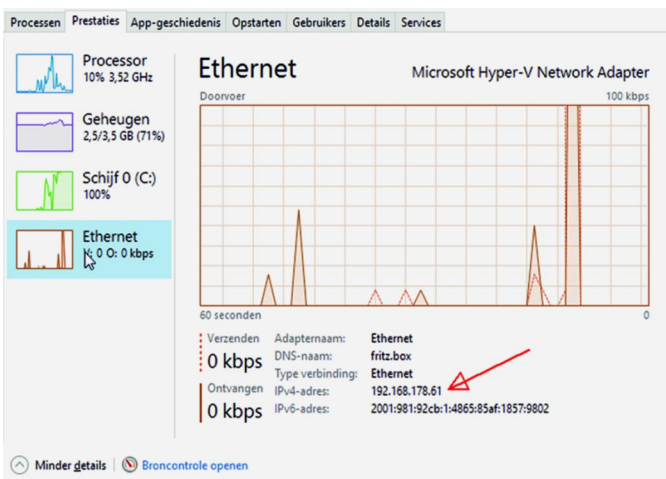 Processen Prestaties App-geschiedenis Opstarten Gebruikers Details Services
Processor
10% 3,52 GHz
Geheugen
2,5/3,5 GB (71%)
Schijf 0 (C:)
100%
Ethernet
0 O: 0 kbps
Ethernet
Microsoft Hyper-V Network Adapter
Doorvoer
100 kbps
60 seconden
0
Verzenden
0 kbps
Ontvangen
0 kbps
Adapternaam: Ethernet
DNS-naam: fritz.box
Type verbinding: Ethernet
IPv4-adres: 192.168.178.61
IPv6-adres: 2001:981:92cb:1:4865:85af:1857:9802
Minder details
Broncontrole openen